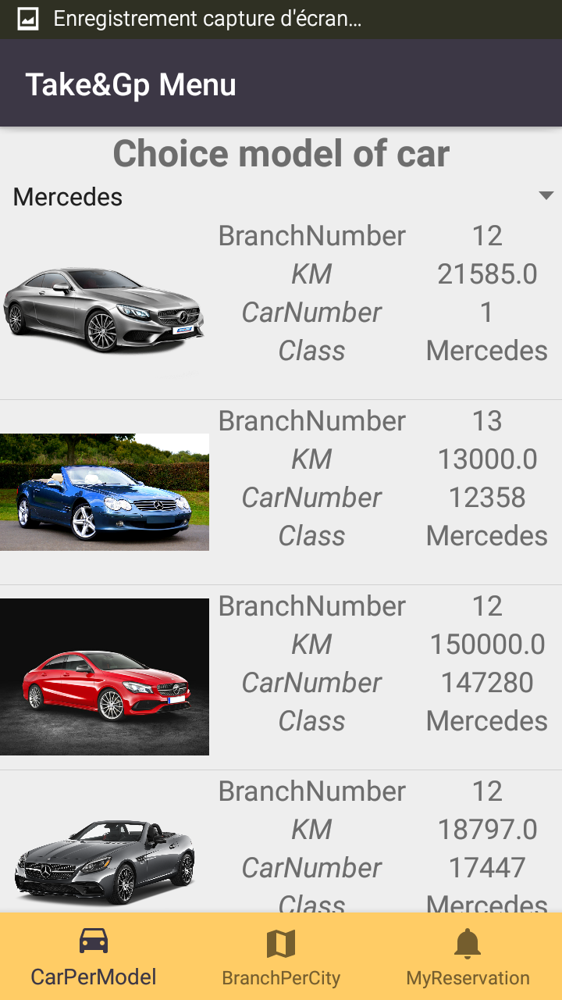 Enregistrement capture d'écran...
Take&Gp Menu
Choice model of car
Mercedes
BranchNumber 12
KM 21585.0
CarNumber 1
Class Mercedes
BranchNumber 13
KM 13000.0
CarNumber 12358
Class Mercedes
BranchNumber 12
KM 150000.0
CarNumber 147280
Class Mercedes
BranchNumber 12
KM 18797.0
CarNumber 17447
Class Mercedes
CarPerModel BranchPerCity MyReservation